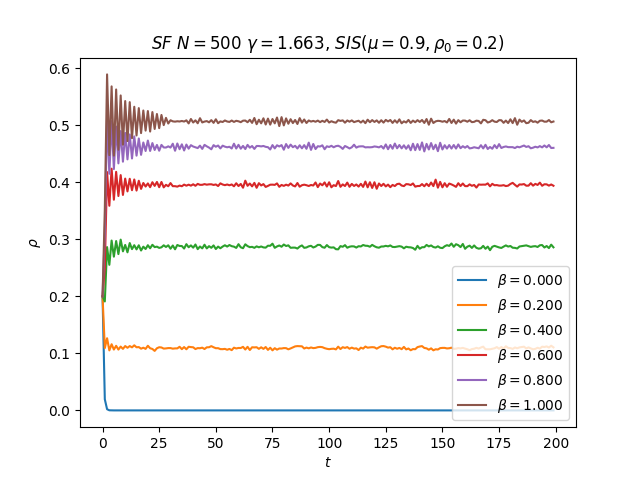 SF N = 500 γ = 1.663, SIS(μ = 0.9, ρ₀ = 0.2)
0.6
0.5
0.4
0.3
0.2
0.1
0.0
ρ
β = 0.000
β = 0.200
β = 0.400
β = 0.600
β = 0.800
β = 1.000
0 25 50 75 100 125 150 175 200
t